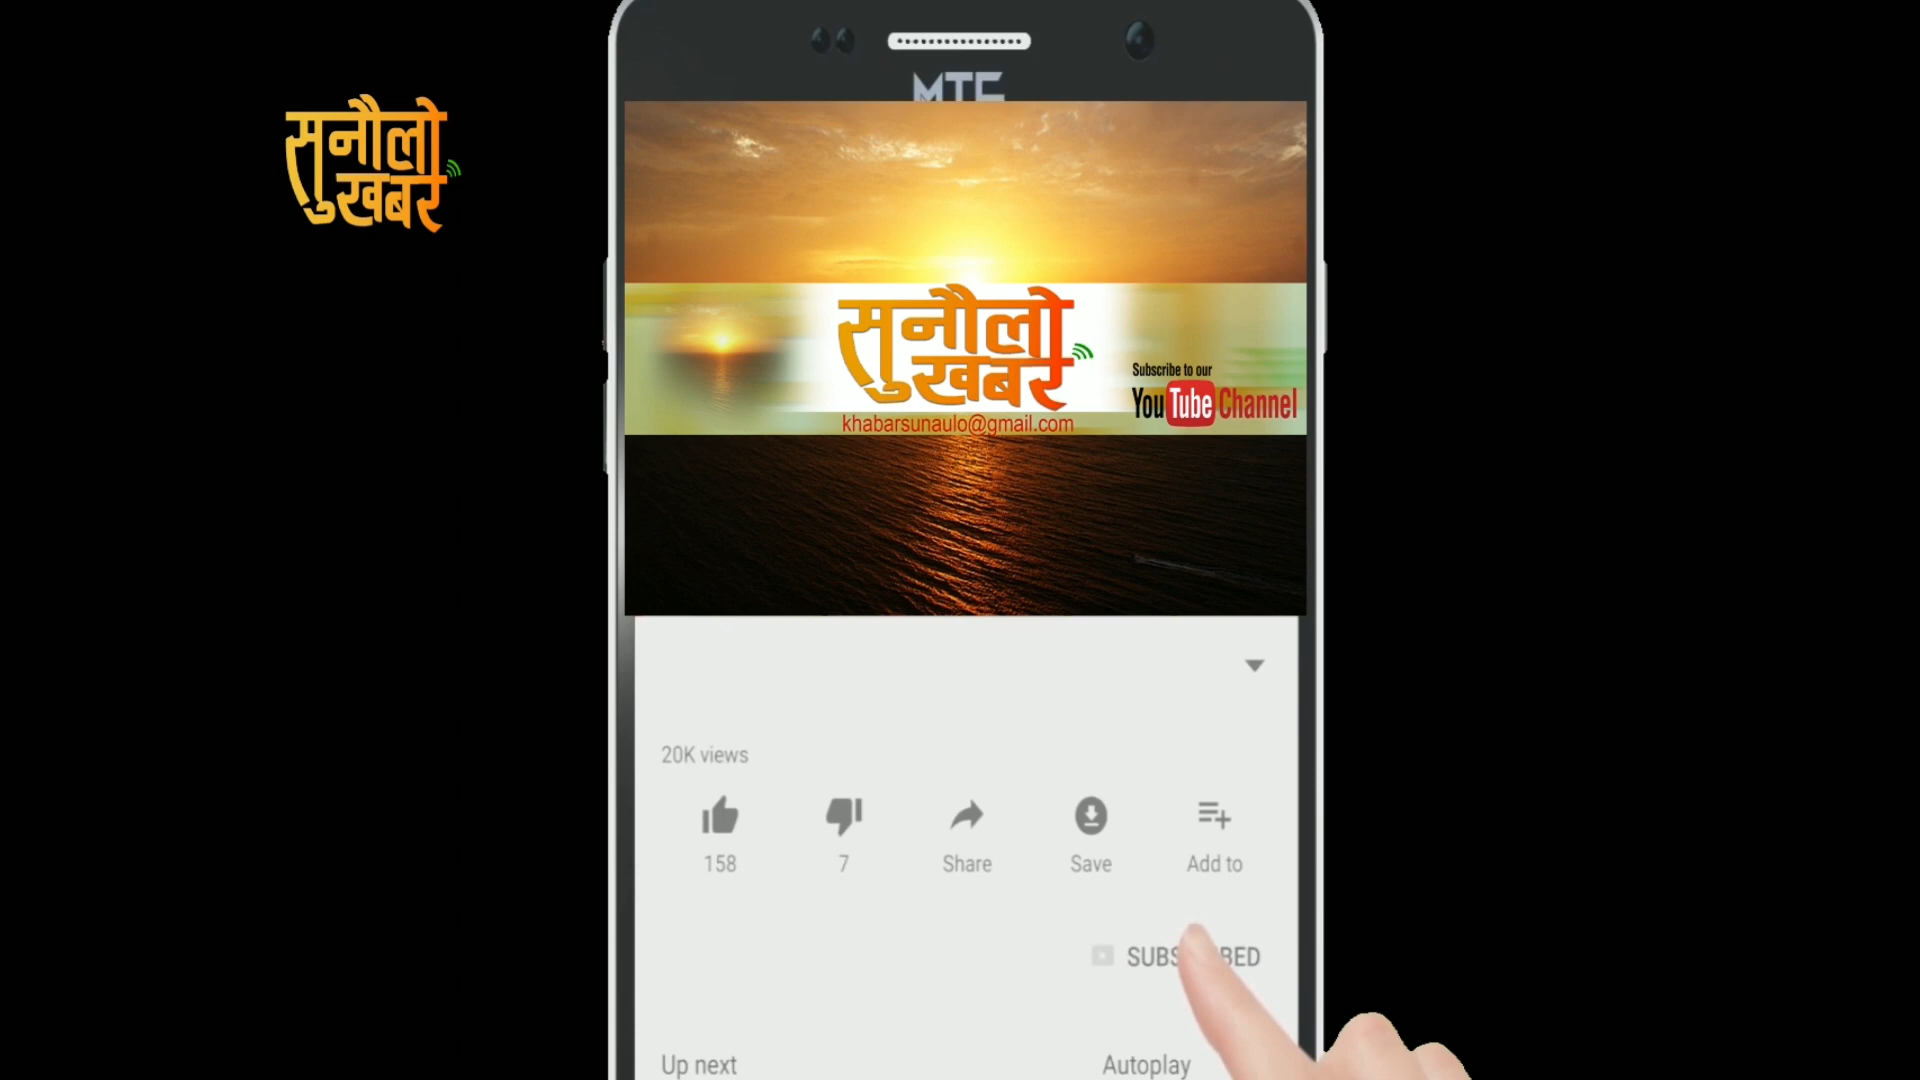 सुनौलो
खबर
सुनौलो
खबर
khabarsunaulo@gmail.com
Subscribe to our
YouTube Channel
20K views
158
7
Share
Save
Add to
Up next
Autoplay